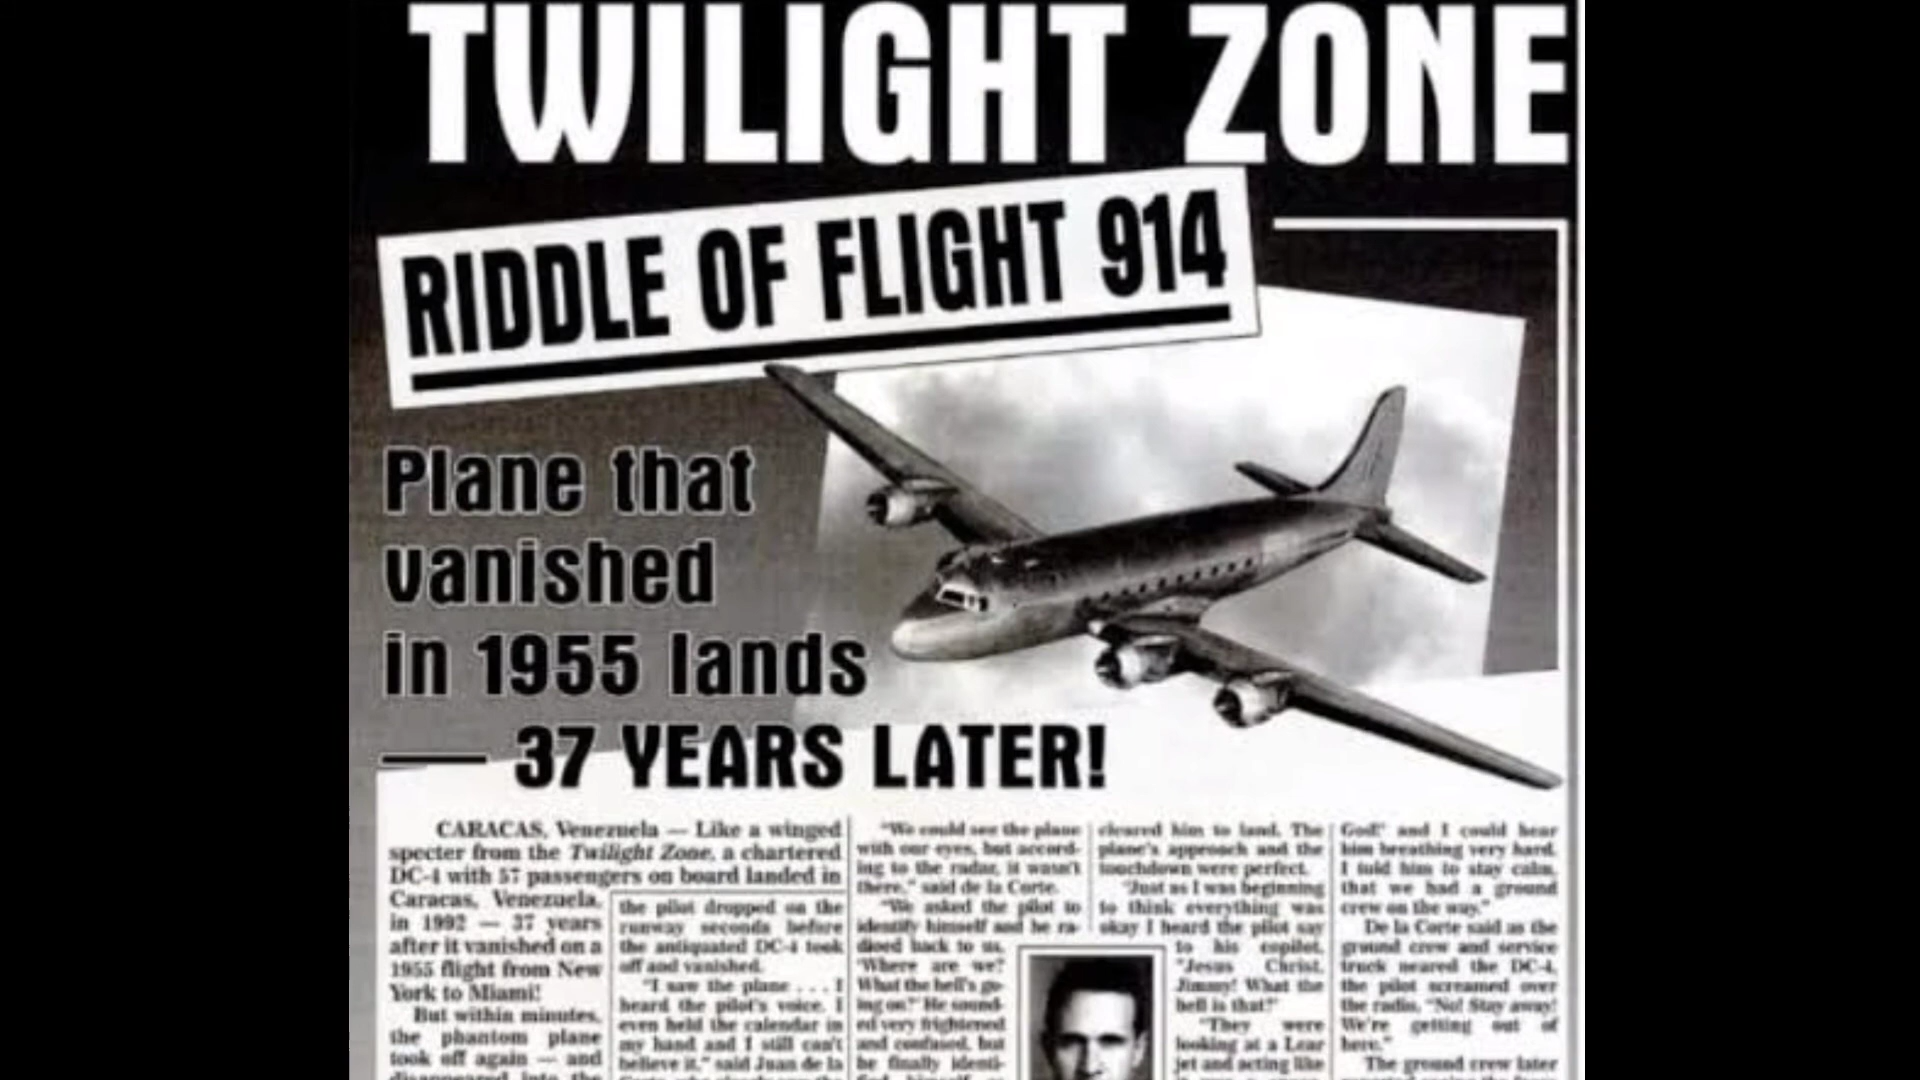 TWILIGHT ZONE
RIDDLE OF FLIGHT 914
Plane that
vanished
in 1955 lands
— 37 YEARS LATER!
CARACAS, Venezuela — Like a winged
specter from the Twilight Zone, a chartered
DC-4 with 57 passengers on board landed in
Caracas, Venezuela,
in 1992 — 37 years
after it vanished on a
1955 flight from New
York to Miami!
But within minutes,
the phantom plane
took off again — and
disappeared into the
the pilot dropped on the
runway seconds before
the antiquated DC-4 took
off and vanished.
"I saw the plane . . . I
heard the pilot's voice. I
even held the calendar in
my hand and I still can't
believe it," said Juan de la
"We could see the plane
with our eyes, but accord-
ing to the radar, it wasn't
there," said de la Corte.
"We asked the pilot to
identify himself and he ra-
dioed back to us,
'Where are we?
What the hell's go-
ing on?' He sound-
ed very frightened
and confused, but
he finally identi-
cleared him to land. The
plane's approach and the
touchdown were perfect.
"Just as I was beginning
to think everything was
okay I heard the pilot say
to his copilot,
"Jesus Christ,
Jimmy! What the
hell is that?'
"They were
looking at a Lear
jet and acting like
God!' and I could hear
him breathing very hard.
I told him to stay calm,
that we had a ground
crew on the way."
De la Corte said as the
ground crew and service
truck neared the DC-4,
the pilot screamed over
the radio, "No! Stay away!
We're getting out of
here."
The ground crew later